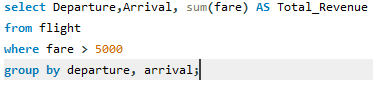 select Departure,Arrival, sum(fare) AS Total_Revenue
from flight
where fare > 5000
group by departure, arrival;